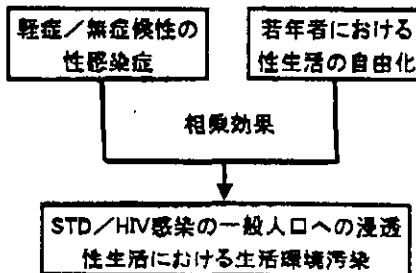 軽症／無症候性の
性感染症
若年者における
性生活の自由化
相乗効果
STD／HIV感染の一般人口への浸透
性生活における生活環境汚染